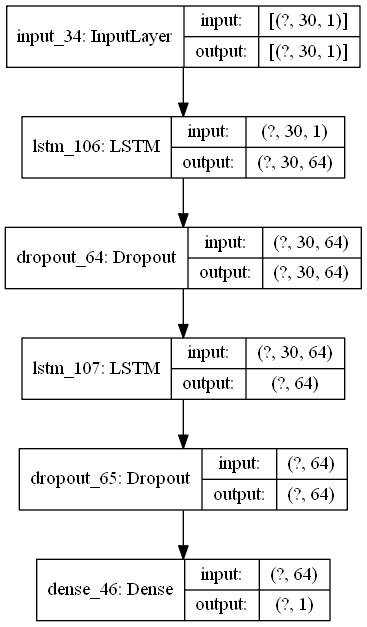 input_34: InputLayer
input: [(?, 30, 1)]
output: [(?, 30, 1)]
lstm_106: LSTM
input: (?, 30, 1)
output: (?, 30, 64)
dropout_64: Dropout
input: (?, 30, 64)
output: (?, 30, 64)
lstm_107: LSTM
input: (?, 30, 64)
output: (?, 64)
dropout_65: Dropout
input: (?, 64)
output: (?, 64)
dense_46: Dense
input: (?, 64)
output: (?, 1)